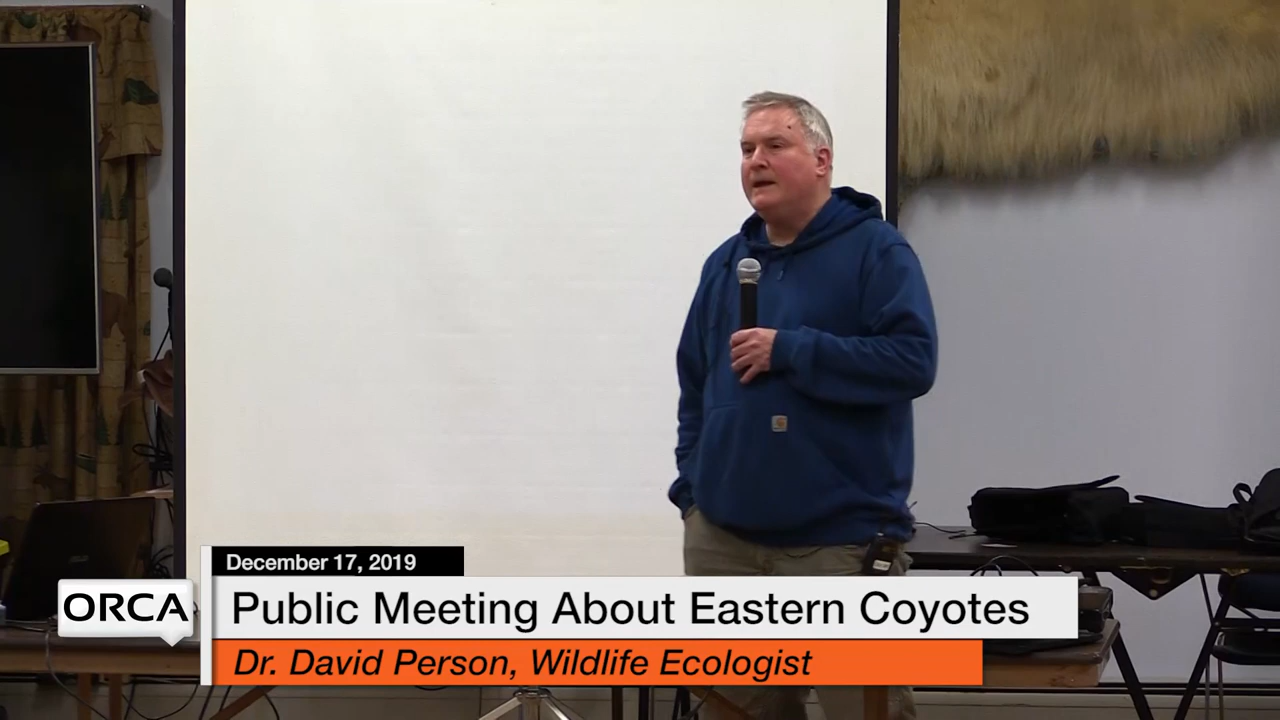 December 17, 2019
ORCA
Public Meeting About Eastern Coyotes
Dr. David Person, Wildlife Ecologist